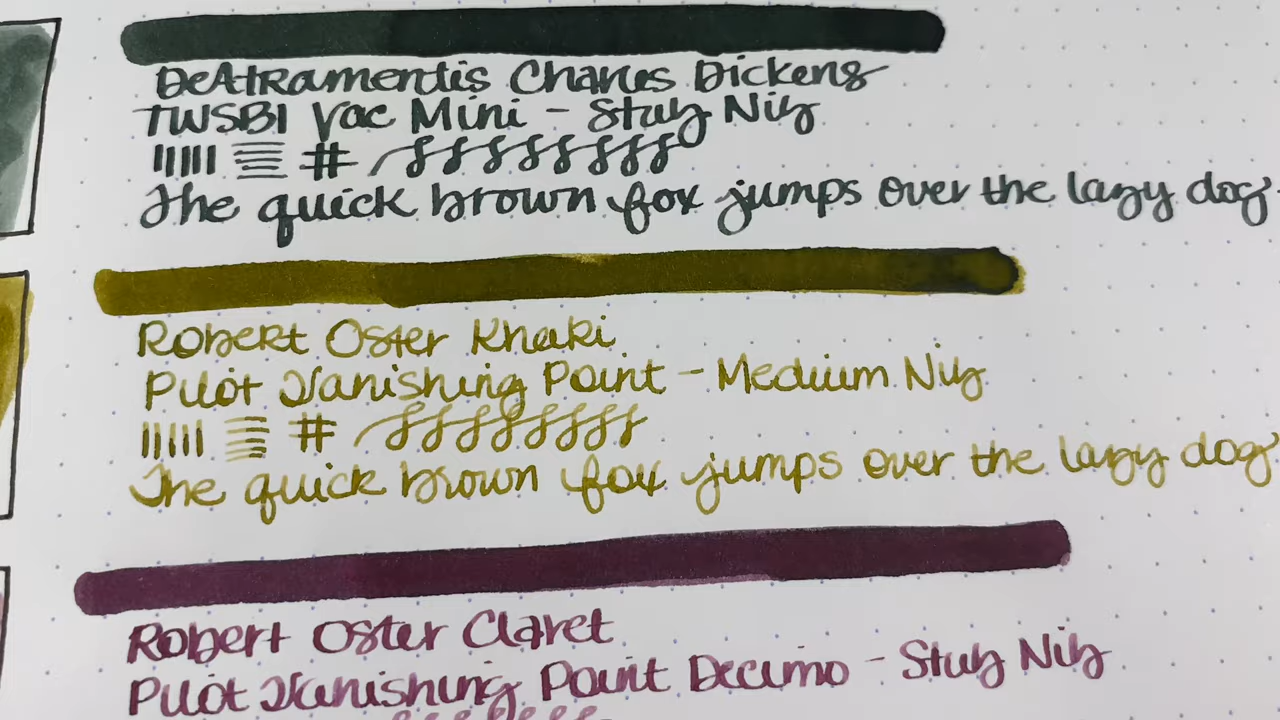 DeAtramentis Charles Dickens
TWSBI Vac Mini - Stub Nib
#
The quick brown fox jumps over the lazy dog
Robert Oster Khaki
Pilot Vanishing Point - Medium Nib
#
The quick brown fox jumps over the lazy dog
Robert Oster Claret
Pilot Vanishing Point Decimo - Stub Nib